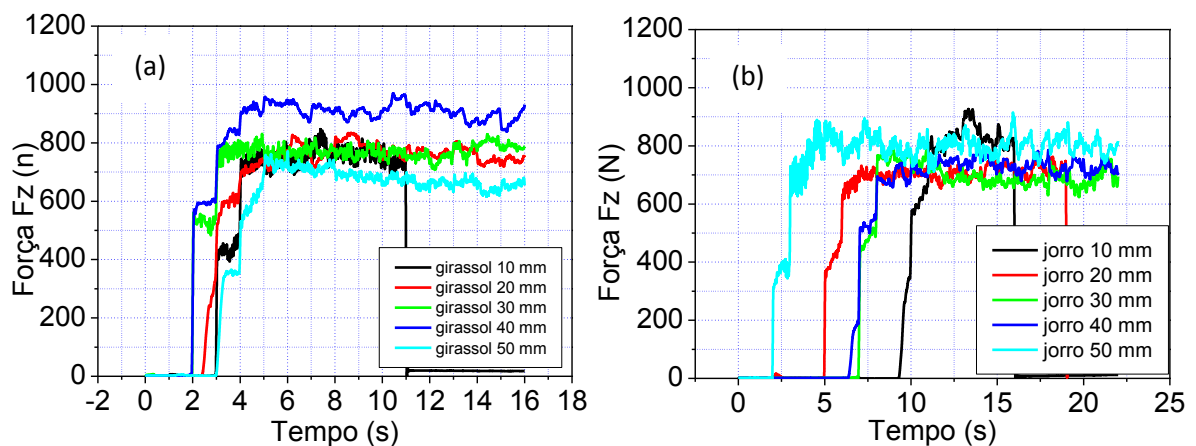 (a)
Força Fz (n)
1200
1000
800
600
400
200
0
-2 0 2 4 6 8 10 12 14 16 18
Tempo (s)
girassol 10 mm
girassol 20 mm
girassol 30 mm
girassol 40 mm
girassol 50 mm
(b)
Força Fz (N)
1200
1000
800
600
400
200
0
0 5 10 15 20 25
Tempo (s)
jorro 10 mm
jorro 20 mm
jorro 30 mm
jorro 40 mm
jorro 50 mm